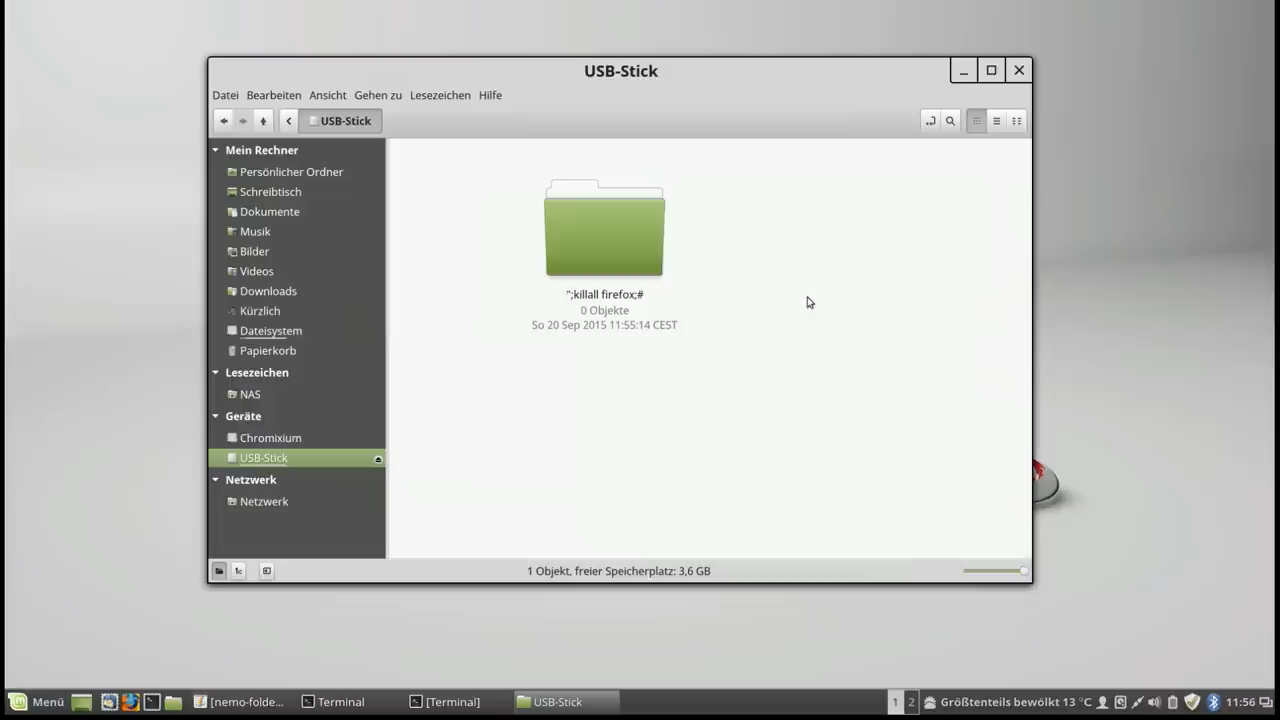 USB-Stick
Datei Bearbeiten Ansicht Gehen zu Lesezeichen Hilfe
USB-Stick
Mein Rechner
Persönlicher Ordner
Schreibtisch
Dokumente
Musik
Bilder
Videos
Downloads
Kürzlich
Dateisystem
Papierkorb
Lesezeichen
NAS
Geräte
Chromixium
USB-Stick
Netzwerk
Netzwerk
";killall firefox;#
0 Objekte
So 20 Sep 2015 11:55:14 CEST
1 Objekt, freier Speicherplatz: 3,6 GB
Menü [nemo-folde... Terminal [Terminal] USB-Stick 1 2 Größtenteils bewölkt 13 °C 11:56